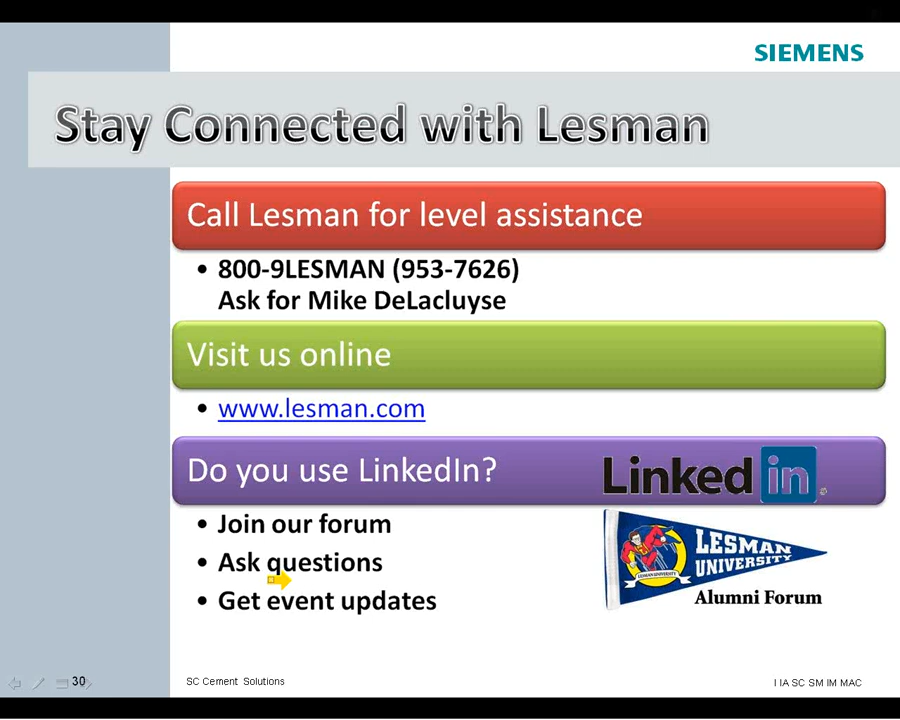 SIEMENS
Stay Connected with Lesman
Call Lesman for level assistance
• 800-9LESMAN (953-7626)
Ask for Mike DeLacluyse
Visit us online
• www.lesman.com
Do you use LinkedIn?
Linked in
• Join our forum
• Ask questions
• Get event updates
LESMAN
UNIVERSITY
LESMAN UNIVERSITY
Alumni Forum
30
SC Cement Solutions
I IA SC SM IM MAC